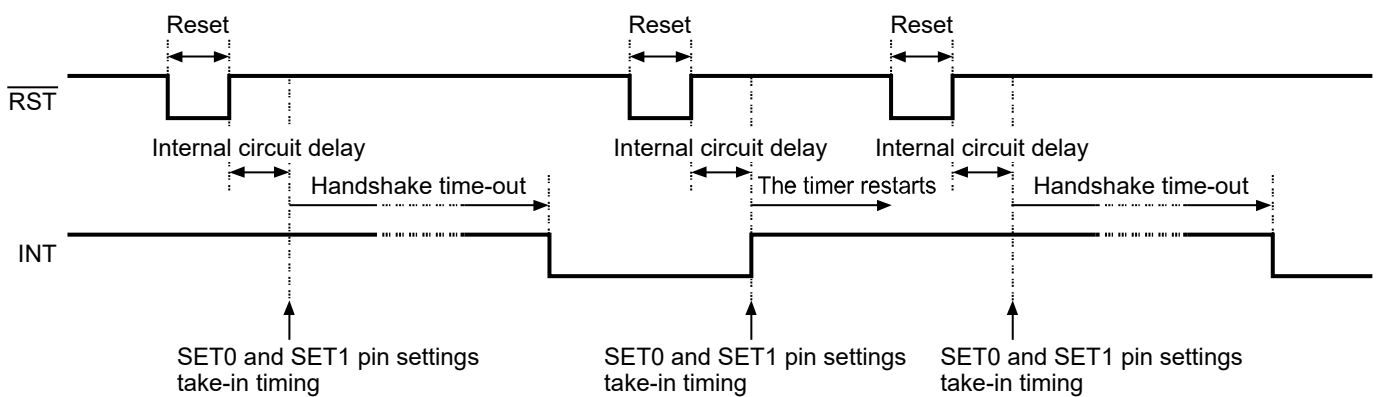 Reset
Reset
Reset
RST
Internal circuit delay
Internal circuit delay
Internal circuit delay
Handshake time-out
The timer restarts
Handshake time-out
INT
SET0 and SET1 pin settings
take-in timing
SET0 and SET1 pin settings
take-in timing
SET0 and SET1 pin settings
take-in timing